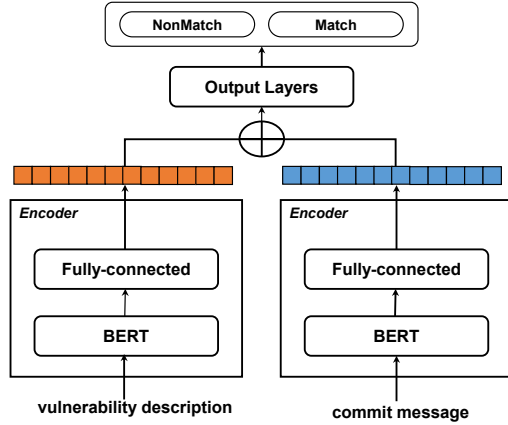 NonMatch
Match
Output Layers
Encoder
Encoder
Fully-connected
Fully-connected
BERT
BERT
vulnerability description
commit message